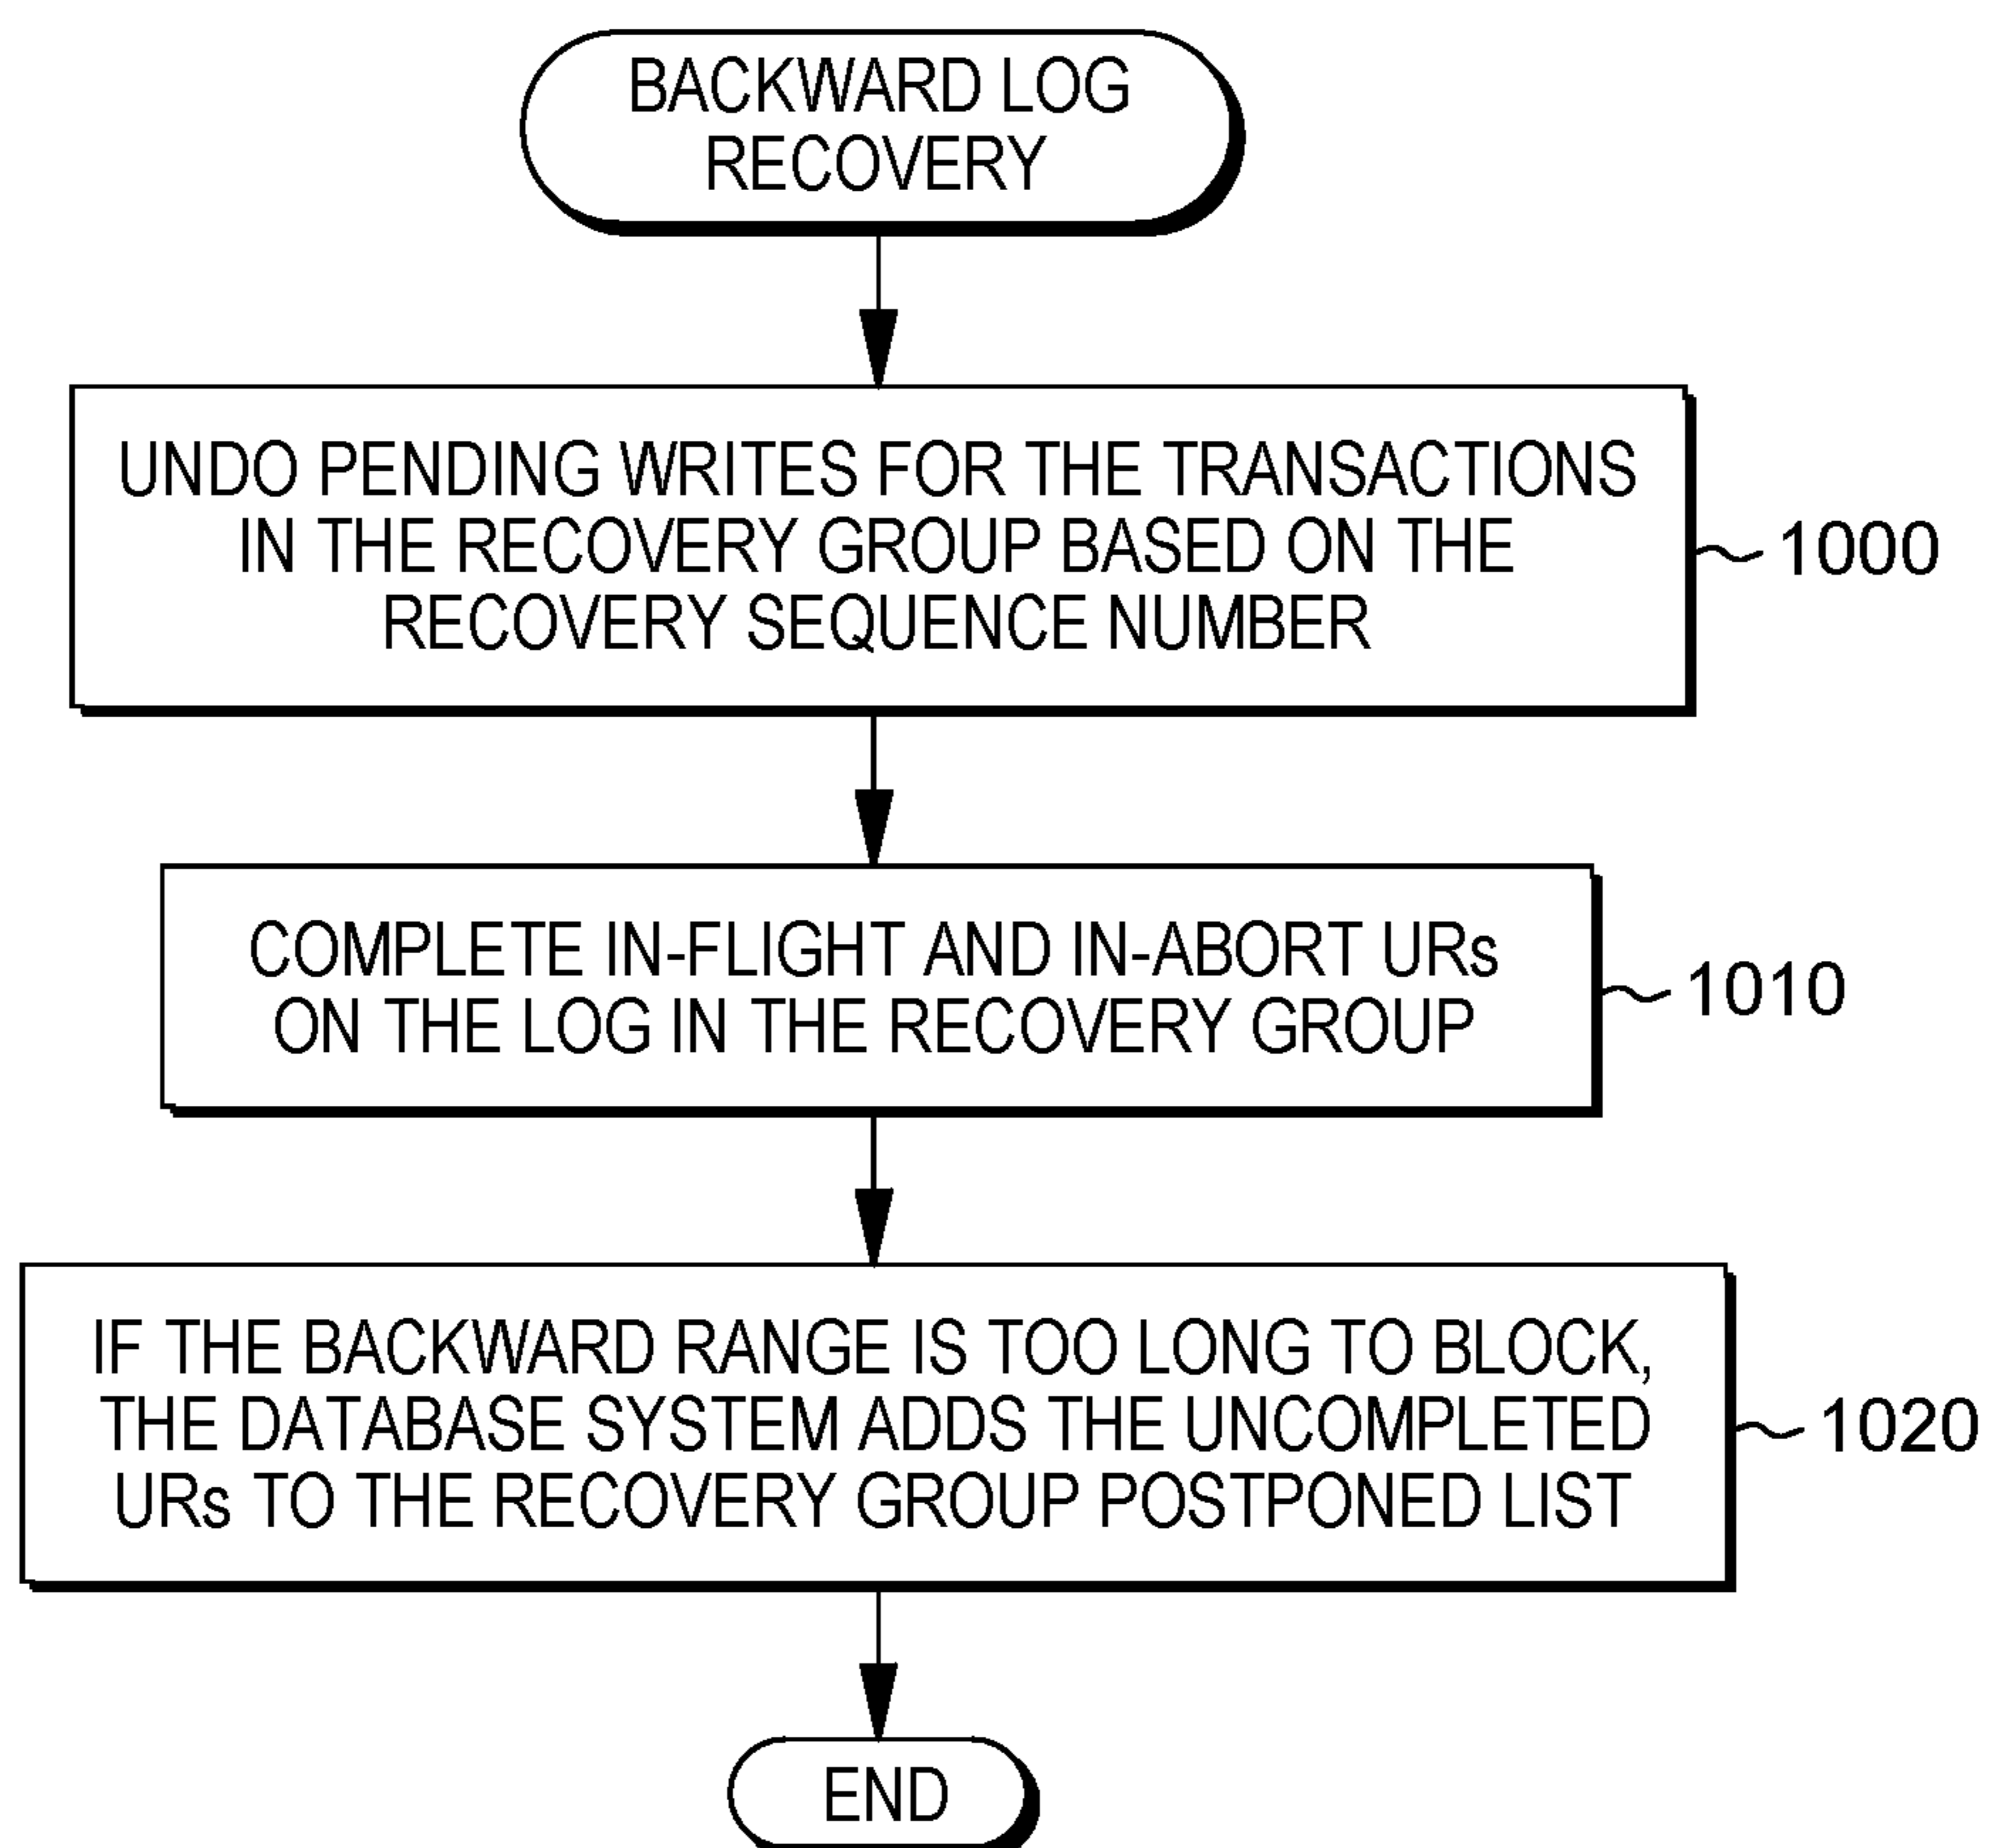 BACKWARD LOG
RECOVERY
UNDO PENDING WRITES FOR THE TRANSACTIONS
IN THE RECOVERY GROUP BASED ON THE
RECOVERY SEQUENCE NUMBER
1000
COMPLETE IN-FLIGHT AND IN-ABORT URs
ON THE LOG IN THE RECOVERY GROUP
1010
IF THE BACKWARD RANGE IS TOO LONG TO BLOCK,
THE DATABASE SYSTEM ADDS THE UNCOMPLETED
URs TO THE RECOVERY GROUP POSTPONED LIST
1020
END